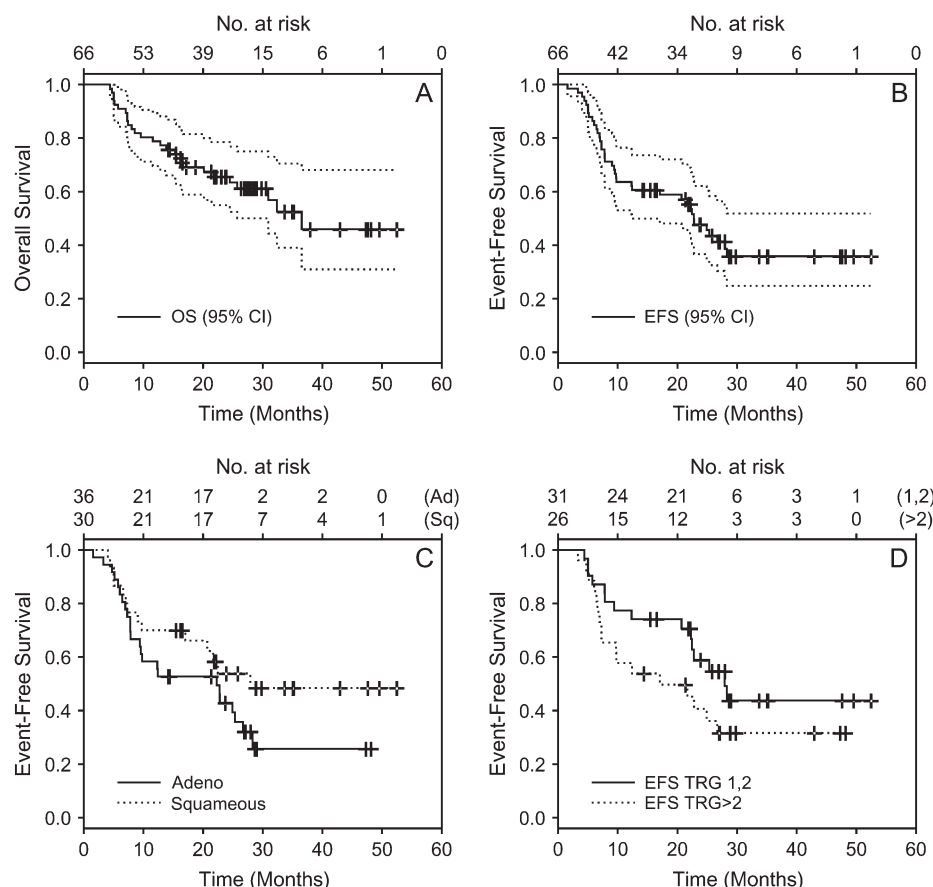 No. at risk
66 53 39 15 6 1 0
1.0 A
0.8
0.6
0.4
0.2
0.0
Overall Survival
OS (95% CI)
0 10 20 30 40 50 60
Time (Months)
No. at risk
66 42 34 9 6 1 0
1.0 B
0.8
0.6
0.4
0.2
0.0
Event-Free Survival
EFS (95% CI)
0 10 20 30 40 50 60
Time (Months)
No. at risk
36 21 17 2 2 0 (Ad)
30 21 17 7 4 1 (Sq)
1.0 C
0.8
0.6
0.4
0.2
0.0
Event-Free Survival
Adeno
Squameous
0 10 20 30 40 50 60
Time (Months)
No. at risk
31 24 21 6 3 1 (1,2)
26 15 12 3 3 0 (>2)
1.0 D
0.8
0.6
0.4
0.2
0.0
Event-Free Survival
EFS TRG 1,2
EFS TRG>2
0 10 20 30 40 50 60
Time (Months)